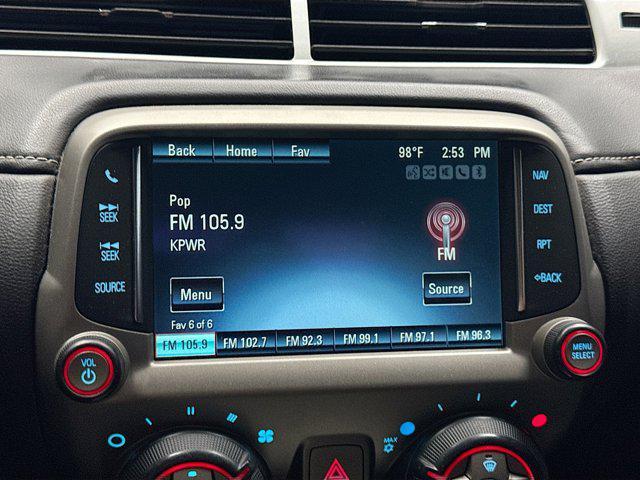 Back Home Fav 98°F 2:53 PM
Pop
FM 105.9
KPWR
FM
Menu
Source
Fav 6 of 6
FM 105.9 FM 102.7 FM 92.3 FM 99.1 FM 97.1 FM 96.3
SEEK
SEEK
SOURCE
NAV
DEST
RPT
BACK
VOL
MENU
SELECT
MAX